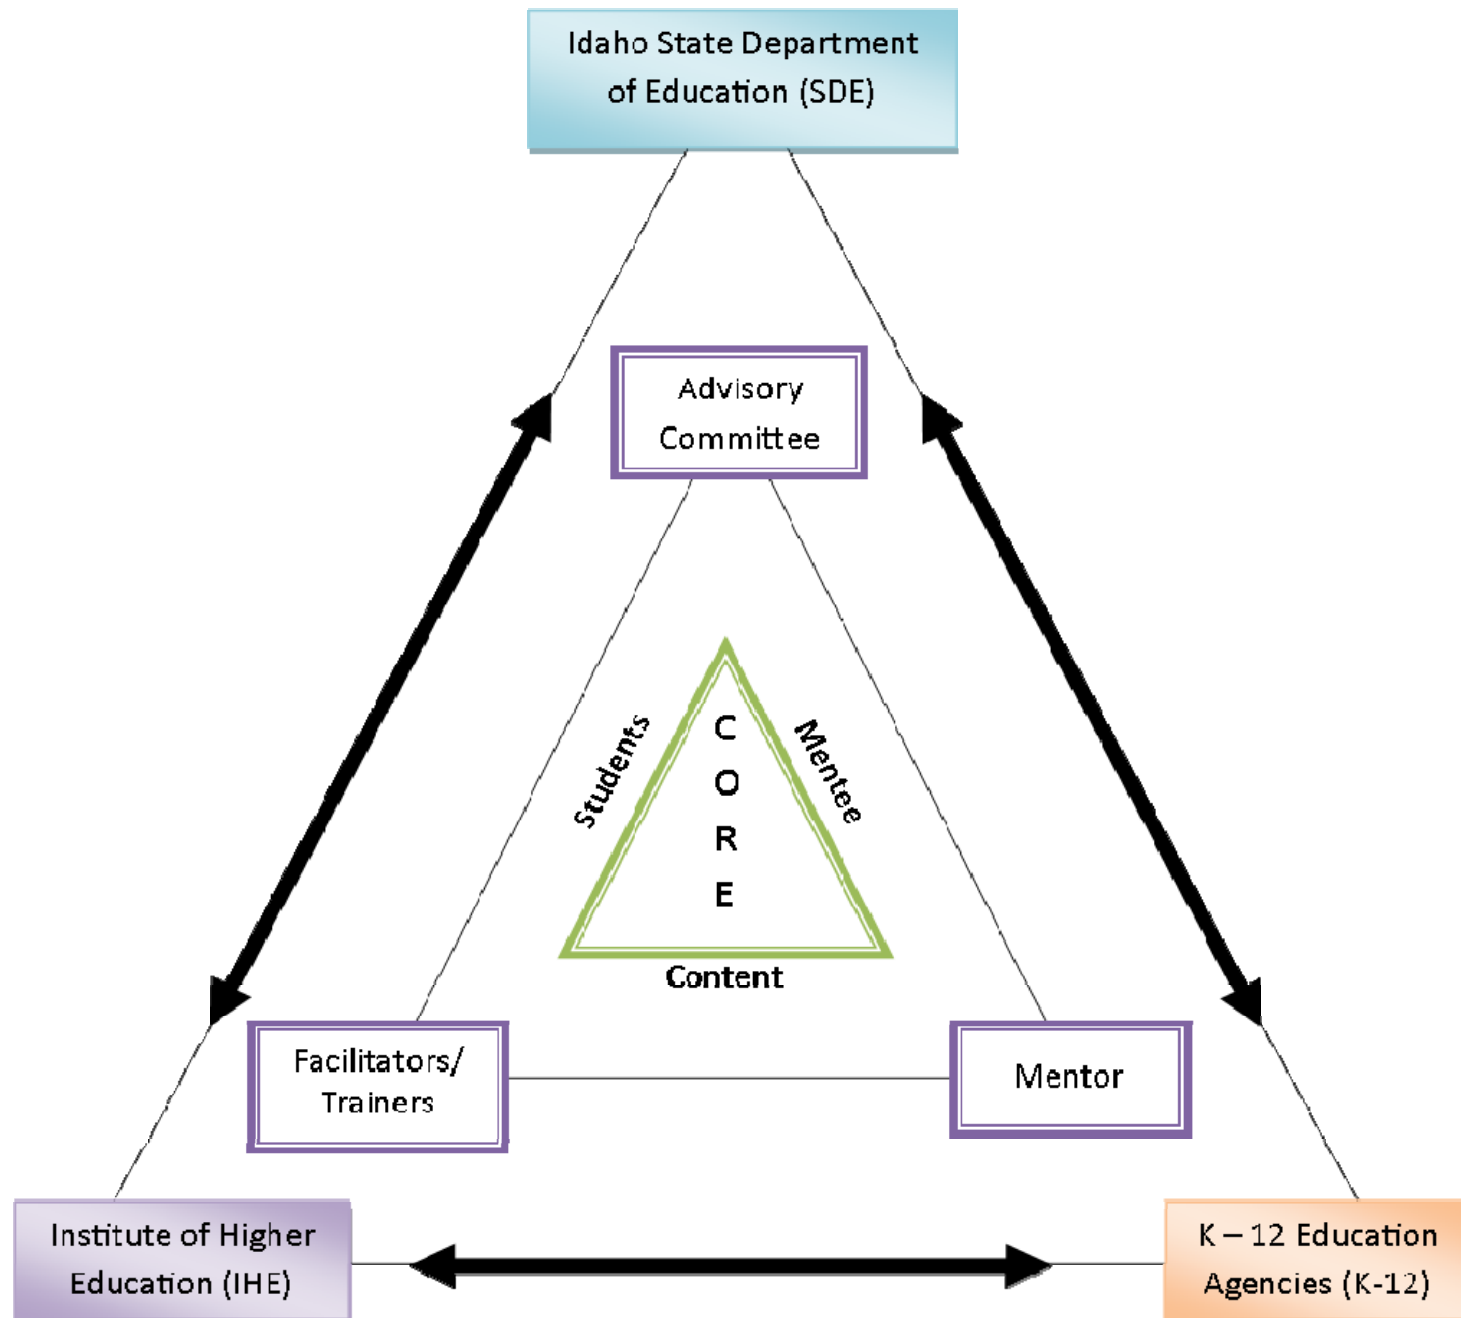 Idaho State Department
of Education (SDE)
Advisory
Committee
Students
C
O
R
E
Mentee
Content
Facilitators/
Trainers
Mentor
Institute of Higher
Education (IHE)
K – 12 Education
Agencies (K-12)